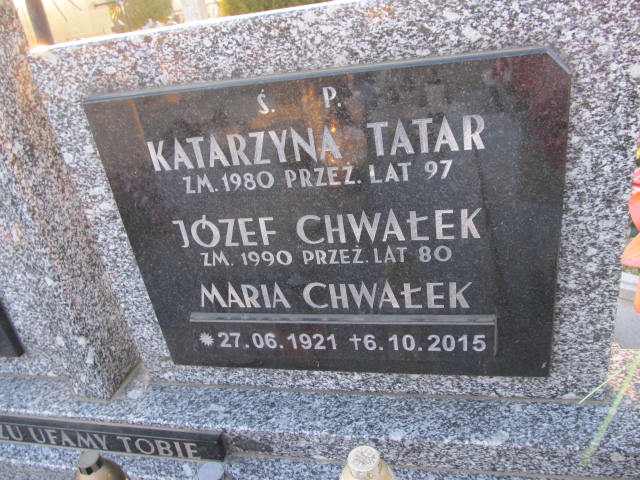 Ś. P.
KATARZYNA TATAR
ZM. 1980 PRZEŻ. LAT 97
JÓZEF CHWAŁEK
ZM. 1990 PRZEŻ. LAT 80
MARIA CHWAŁEK
* 27.06.1921 †6.10.2015
UFAMY TOBIE